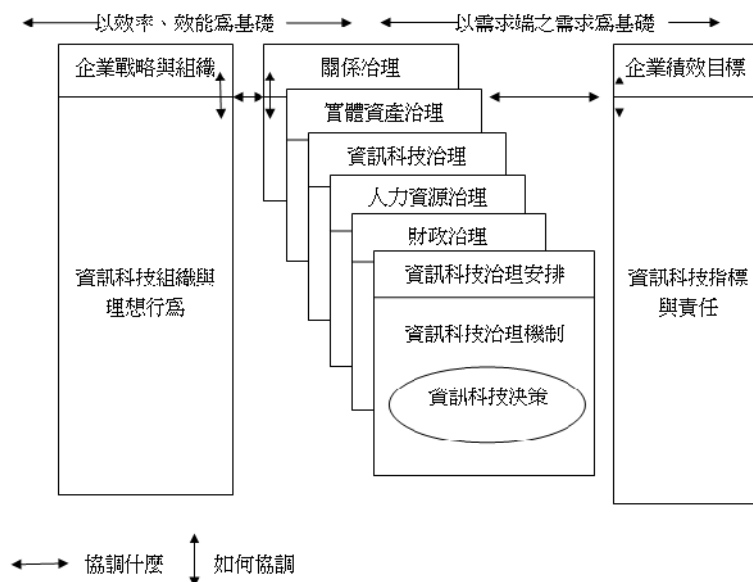 以效率、效能為基礎
以需求端之需求為基礎
企業戰略與組織
資訊科技組織與
理想行為
關係治理
實體資產治理
資訊科技治理
人力資源治理
財政治理
資訊科技治理安排
資訊科技治理機制
資訊科技決策
企業績效目標
資訊科技指標
與責任
協調什麼
如何協調